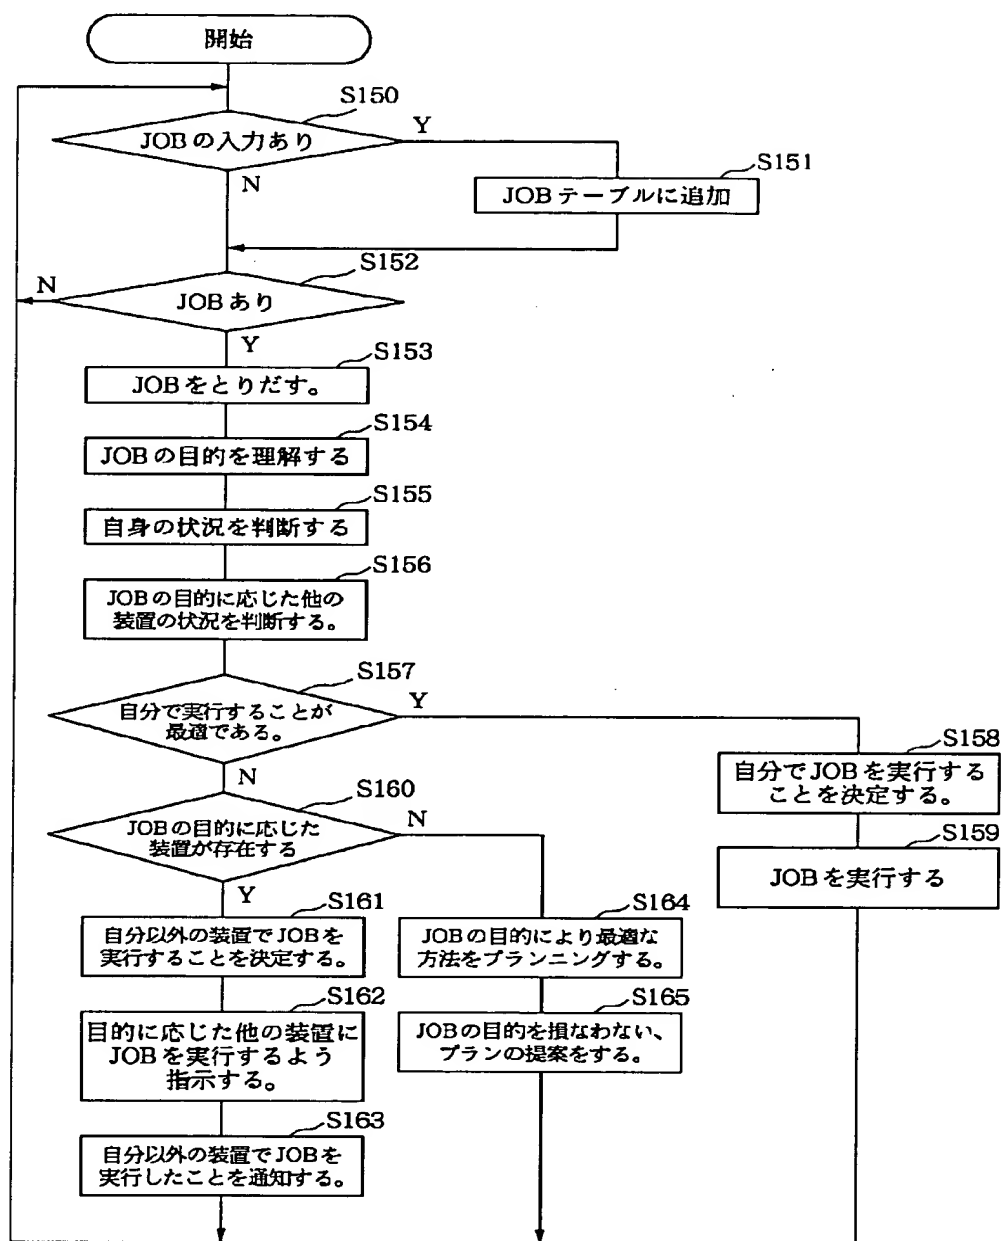 開始
S150
JOBの入力あり
Y
N
S151
JOBテーブルに追加
S152
N
JOBあり
Y
S153
JOBをとりだす。
S154
JOBの目的を理解する
S155
自身の状況を判断する
S156
JOBの目的に応じた他の
装置の状況を判断する。
S157
自分で実行することが
最適である。
Y
N
S158
自分でJOBを実行する
ことを決定する。
S159
JOBを実行する
S160
JOBの目的に応じた
装置が存在する
N
Y
S161
自分以外の装置でJOBを
実行することを決定する。
S162
目的に応じた他の装置に
JOBを実行するよう
指示する。
S163
自分以外の装置でJOBを
実行したことを通知する。
S164
JOBの目的により最適な
方法をプランニングする。
S165
JOBの目的を損なわない、
プランの提案をする。